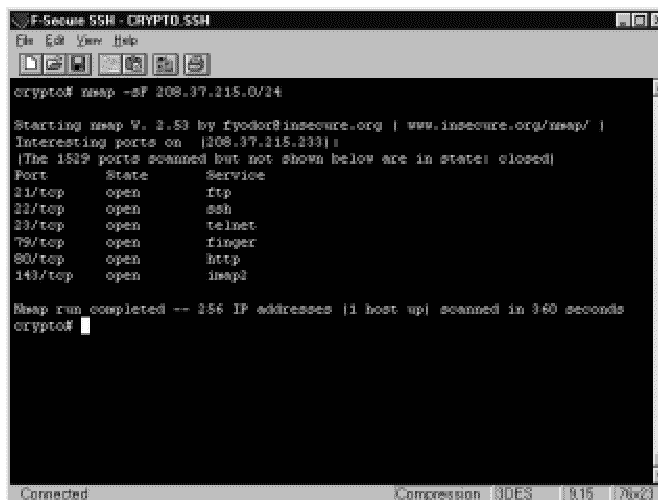 F-Secure SSH - CRYPTO.SSH
File Edit View Help
crypto# nmap -sF 208.37.215.0/24
Starting nmap V. 2.53 by fyodor@insecure.org ( www.insecure.org/nmap/ )
Interesting ports on (208.37.215.233):
(The 1529 ports scanned but not shown below are in state: closed)
Port State Service
21/tcp open ftp
22/tcp open ssh
23/tcp open telnet
79/tcp open finger
80/tcp open http
143/tcp open imap2
Nmap run completed -- 256 IP addresses (1 host up) scanned in 360 seconds
crypto#
Connected Compression 3DES 9,15 76x23